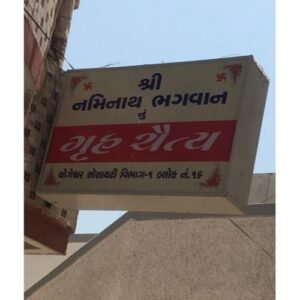 શ્રી
નમિનાથ ભગવાન
નું
ગૃહ ચૈત્ય
યોગેશ્વર સોસાયટી વિભાગ-૧ બ્લોક નં.૧૬